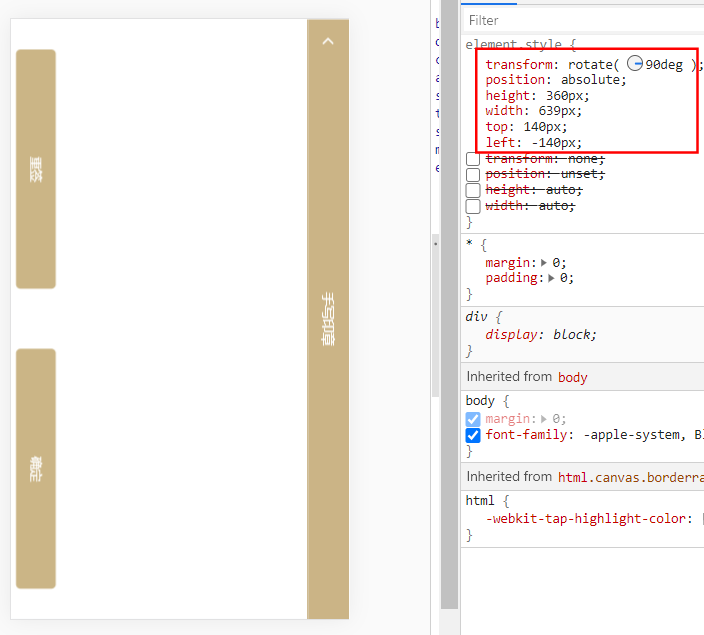 重签
确定
手写印章
b
c
c
a
s
t
s
m
e
Filter
element.style {
transform: rotate( 90deg );
position: absolute;
height: 360px;
width: 639px;
top: 140px;
left: -140px;
transform: none;
position: unset;
height: auto;
width: auto;
}
* {
margin: 0;
padding: 0;
}
div {
display: block;
}
Inherited from body
body {
margin: 0;
font-family: -apple-system, Bl
}
Inherited from html.canvas.borderra
html {
-webkit-tap-highlight-color:
}